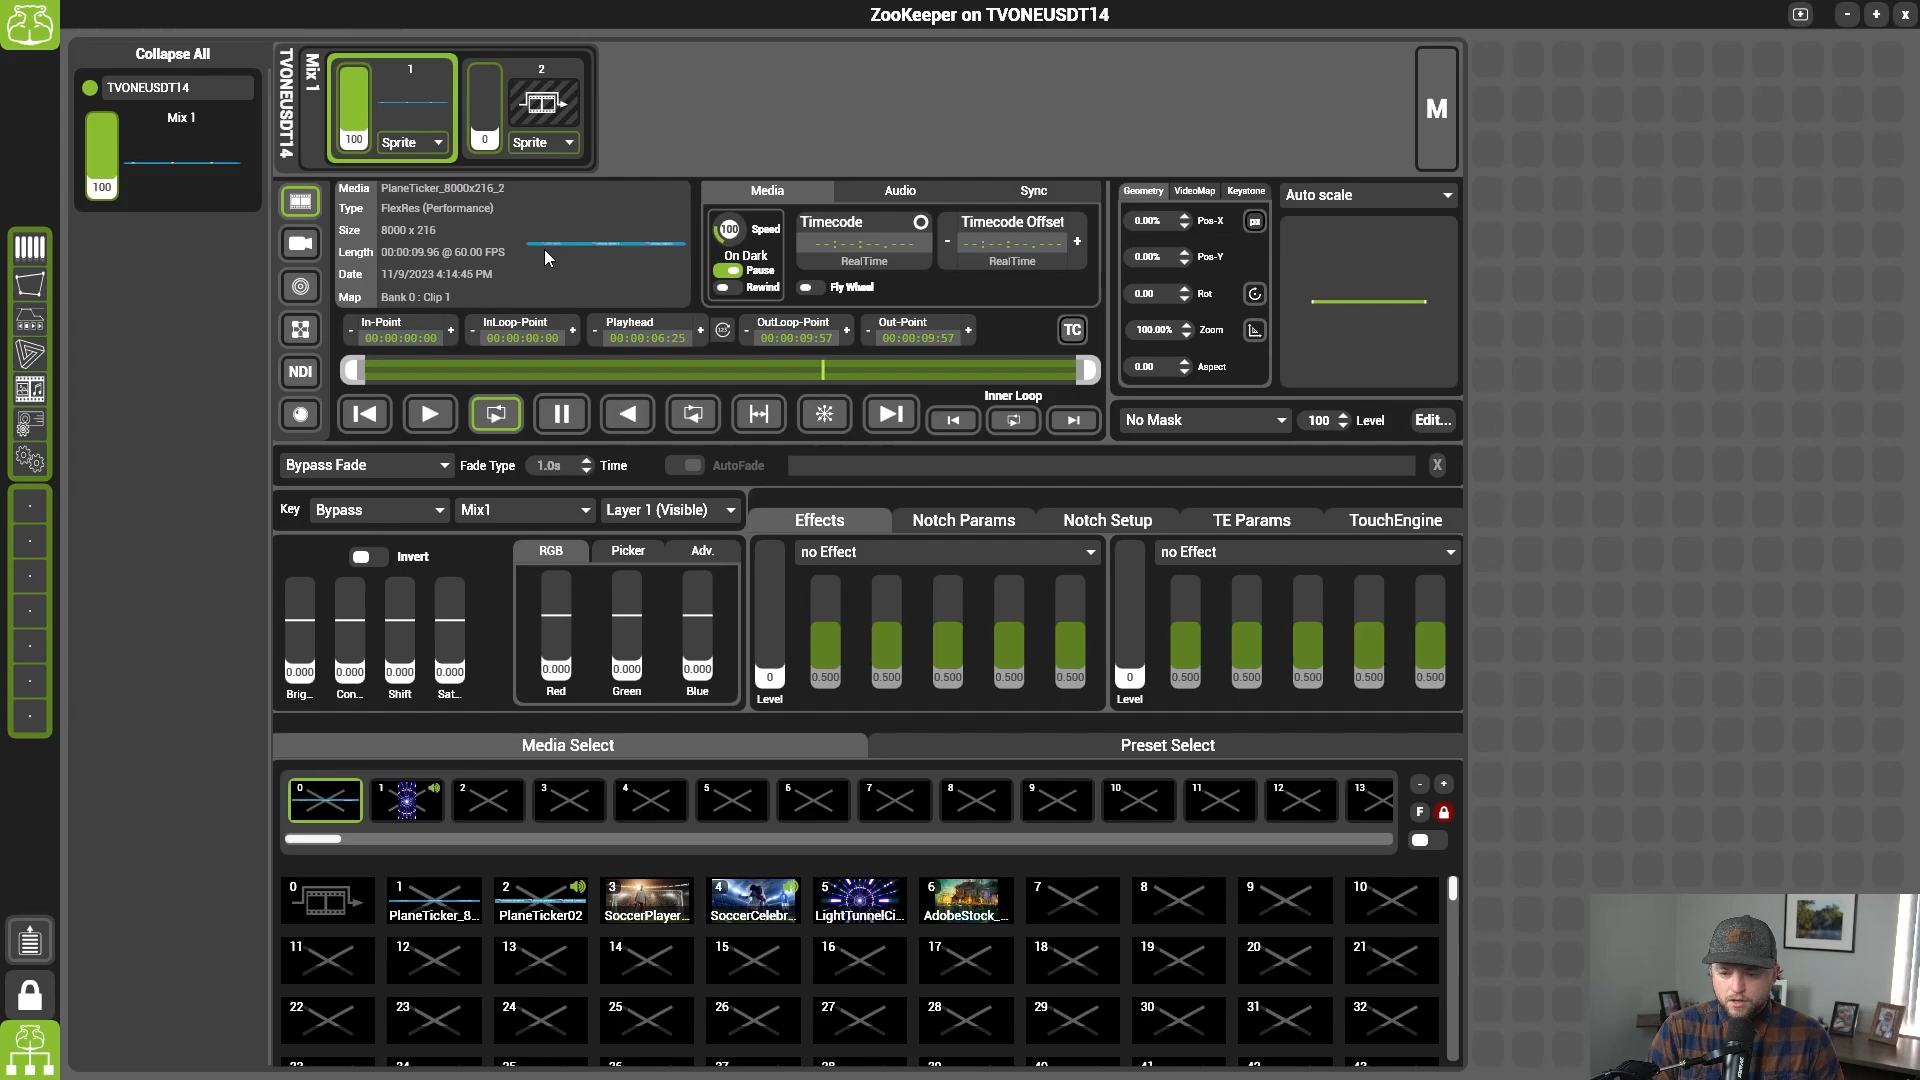 ZooKeeper on TVONEUSDT14
- + x
Collapse All
TVONEUSDT14
Mix 1
100
TVONEUSDT14
Mix 1
1
100
Sprite
2
0
Sprite
M
Media PlaneTicker_8000x216_2
Type FlexRes (Performance)
Size 8000 x 216
Length 00:00:09.96 @ 60.00 FPS
Date 11/9/2023 4:14:45 PM
Map Bank 0 : Clip 1
Media Audio Sync
100 Speed
On Dark
Pause
Rewind
Timecode
--:--:--.---
RealTime
Fly Wheel
Timecode Offset
- --:--:--.--- +
RealTime
Geometry VideoMap Keystone
0.00% Pos-X px
0.00% Pos-Y
0.00 Rot
100.00% Zoom
0.00 Aspect
Auto scale
NDI
- In-Point +
00:00:00:00
- InLoop-Point +
00:00:00:00
- Playhead +
00:00:06:25
123
- OutLoop-Point +
00:00:09:57
- Out-Point +
00:00:09:57
TC
Inner Loop
No Mask 100 Level Edit...
Bypass Fade Fade Type 1.0s Time AutoFade X
Key Bypass Mix1 Layer 1 (Visible)
Effects Notch Params Notch Setup TE Params TouchEngine
Invert
RGB Picker Adv.
no Effect
no Effect
0.000 0.000 0.000 0.000
Brig... Con... Shift Sat...
0.000 0.000 0.000
Red Green Blue
0 0.500 0.500 0.500 0.500 0.500
Level
0 0.500 0.500 0.500 0.500 0.500
Level
Media Select Preset Select
0 1 2 3 4 5 6 7 8 9 10 11 12 13
- +
F
0 1 2 3 4 5 6 7 8 9 10
PlaneTicker_8... PlaneTicker02 SoccerPlayer... SoccerCelebr... LightTunnelCi... AdobeStock_...
11 12 13 14 15 16 17 18 19 20 21
22 23 24 25 26 27 28 29 30 31 32